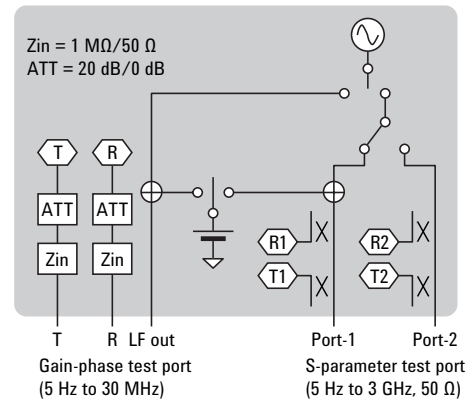 Zin = 1 MΩ/50 Ω
ATT = 20 dB/0 dB
T R
ATT ATT
Zin Zin
R1 R2
T1 T2
T R LF out Port-1 Port-2
Gain-phase test port S-parameter test port
(5 Hz to 30 MHz) (5 Hz to 3 GHz, 50 Ω)